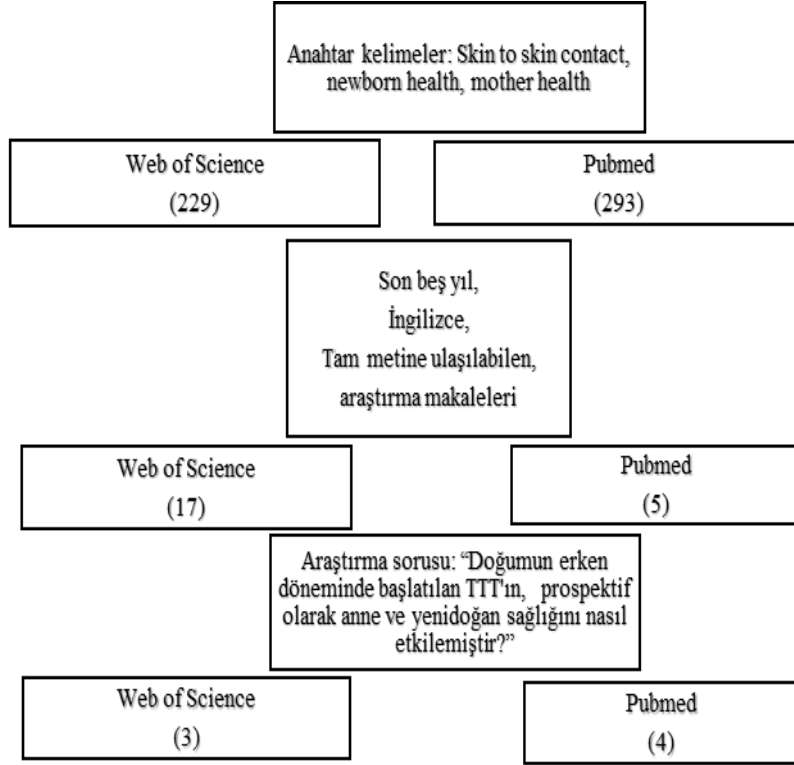 Anahtar kelimeler: Skin to skin contact,
newborn health, mother health
Web of Science
(229)
Pubmed
(293)
Son beş yıl,
İngilizce,
Tam metine ulaşılabilen,
araştırma makaleleri
Web of Science
(17)
Pubmed
(5)
Araştırma sorusu: “Doğumun erken
döneminde başlatılan TTT'ın, prospektif
olarak anne ve yenidoğan sağlığını nasıl
etkilemiştir?”
Web of Science
(3)
Pubmed
(4)